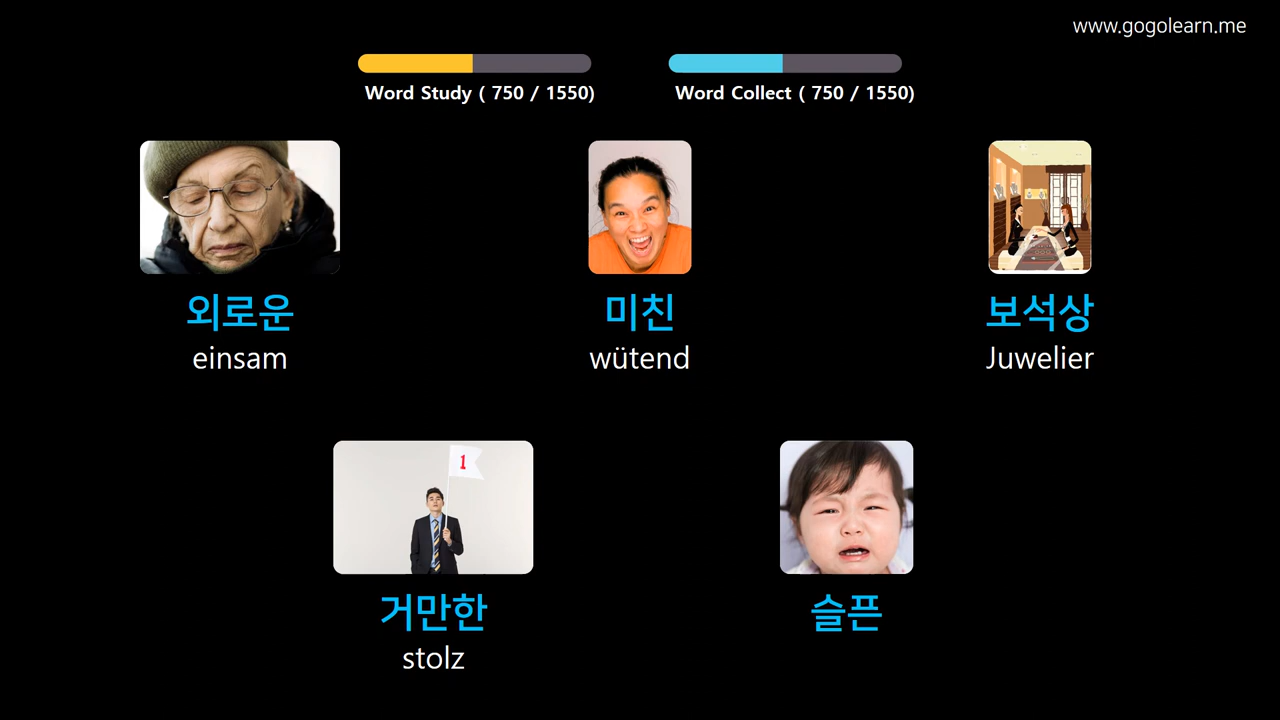 www.gogolearn.me
Word Study ( 750 / 1550)
Word Collect ( 750 / 1550)
외로운
einsam
미친
wütend
보석상
Juwelier
1
거만한
stolz
슬픈